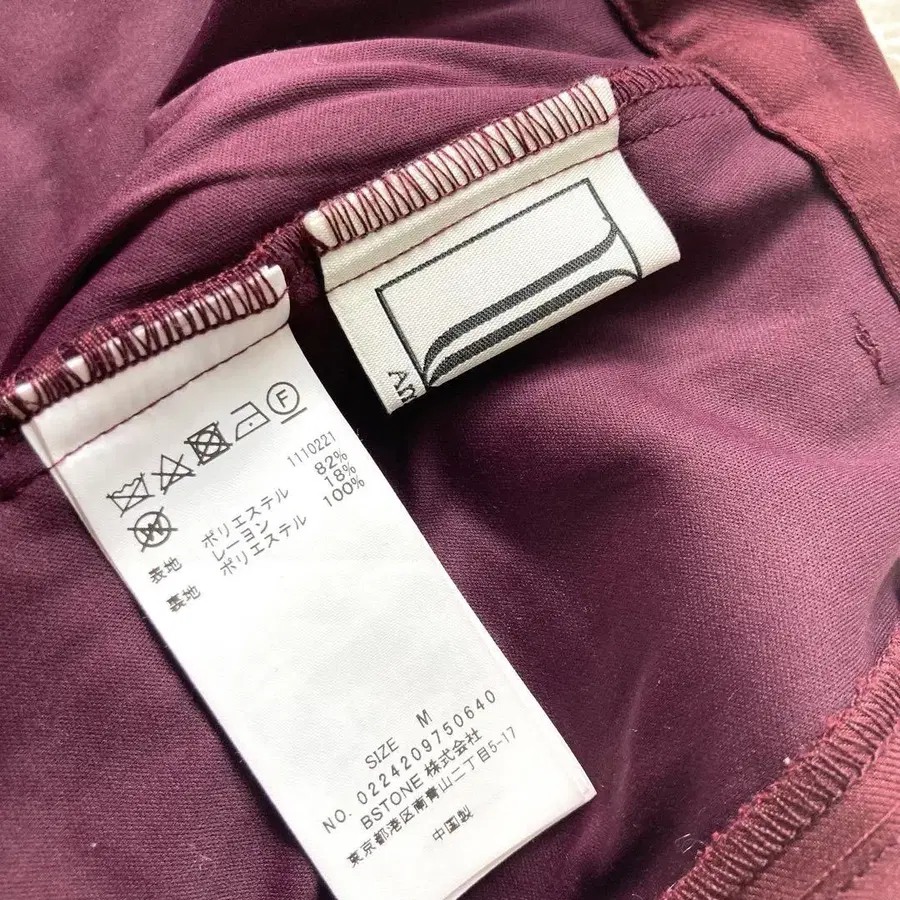 Am
F
W
1110221
表地 ポリエステル 82%
レーヨン 18%
裏地 ポリエステル 100%
SIZE M
NO. 0224209750640
BSTONE 株式会社
東京都港区南青山二丁目5-17
中国製